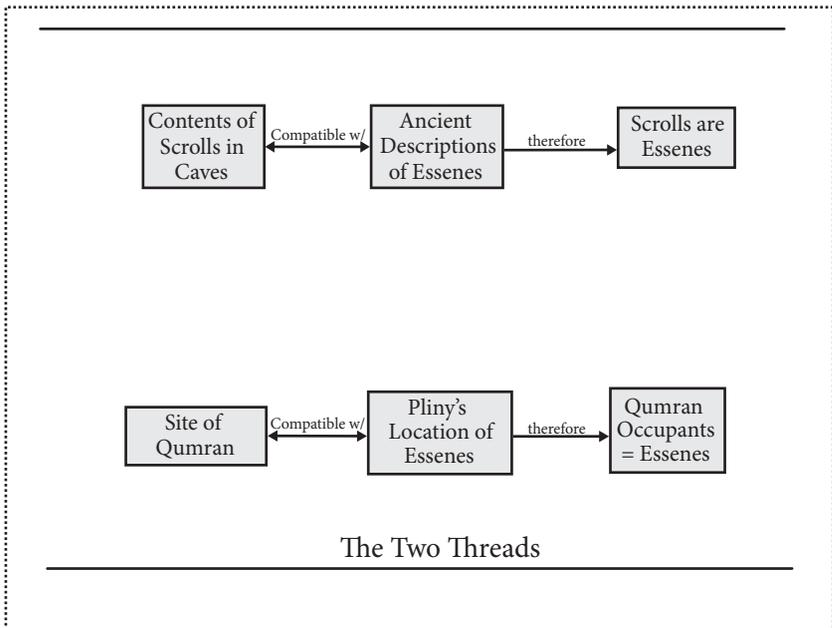 Contents of
Scrolls in
Caves
Compatible w/
Ancient
Descriptions
of Essenes
therefore
Scrolls are
Essenes
Site of
Qumran
Compatible w/
Pliny's
Location of
Essenes
therefore
Qumran
Occupants
= Essenes
The Two Threads